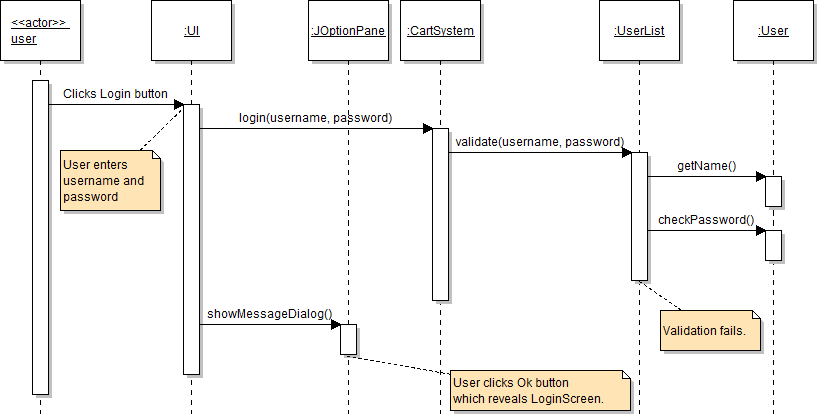 <<actor>>
user
:UI
:JOptionPane
:CartSystem
:UserList
:User
Clicks Login button
login(username, password)
validate(username, password)
User enters
username and
password
getName()
checkPassword()
showMessageDialog()
Validation fails.
User clicks Ok button
which reveals LoginScreen.